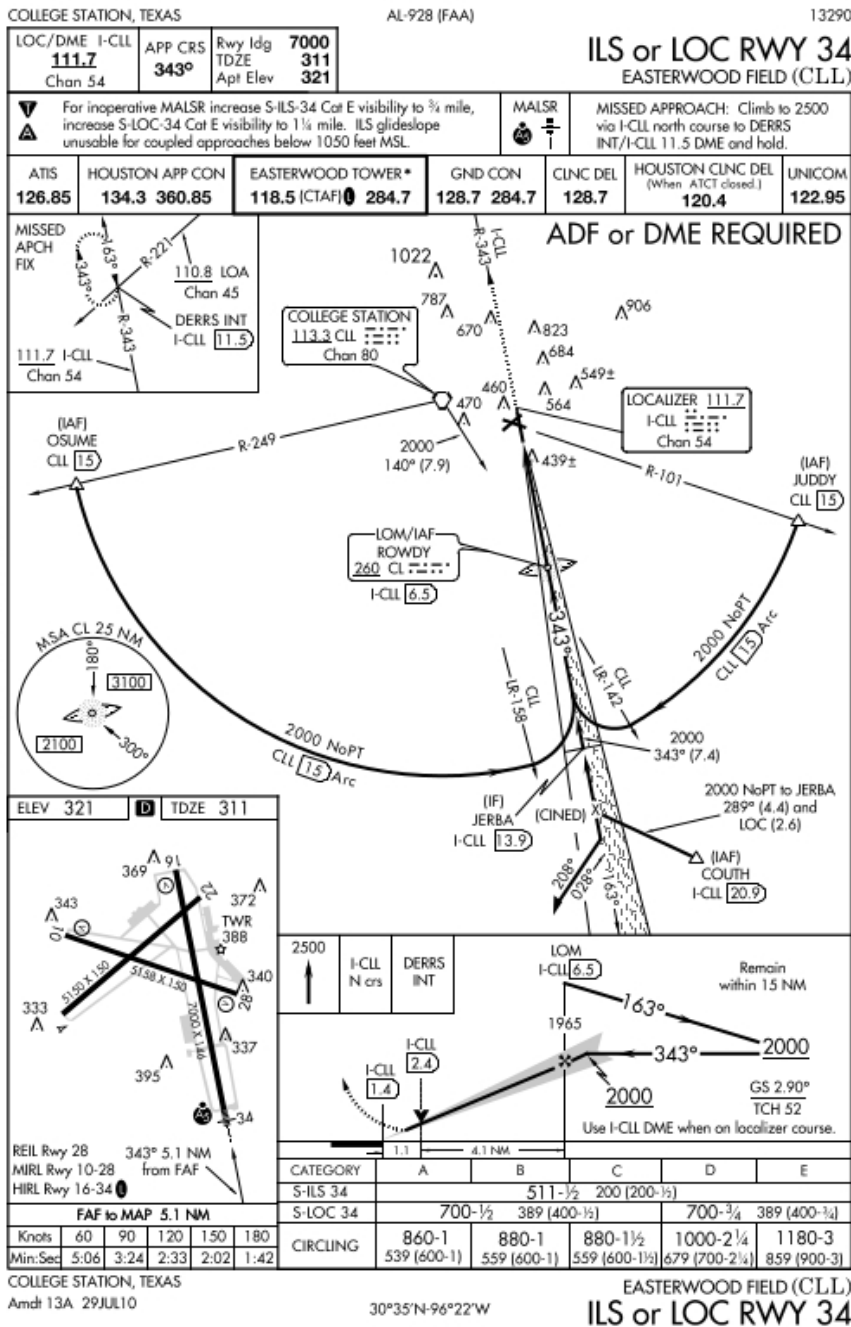 COLLEGE STATION, TEXAS
AL-928 (FAA)
13290
LOC/DME I-CLL
111.7
Chan 54
APP CRS
343°
Rwy ldg 7000
TDZE 311
Apt Elev 321
ILS or LOC RWY 34
EASTERWOOD FIELD (CLL)
T
A
For inoperative MALSR increase S-ILS-34 Cat E visibility to ¾ mile,
increase S-LOC-34 Cat E visibility to 1¼ mile. ILS glideslope
unusable for coupled approaches below 1050 feet MSL.
MALSR
A5
MISSED APPROACH: Climb to 2500
via I-CLL north course to DERRS
INT/I-CLL 11.5 DME and hold.
ATIS
126.85
HOUSTON APP CON
134.3 360.85
EASTERWOOD TOWER*
118.5 (CTAF) L 284.7
GND CON
128.7 284.7
CLNC DEL
128.7
HOUSTON CLNC DEL
(When ATCT closed.)
120.4
UNICOM
122.95
MISSED
APCH
FIX
163°
343°
R-221
110.8 LOA
Chan 45
DERRS INT
I-CLL 11.5
R-343
111.7 I-CLL
Chan 54
ADF or DME REQUIRED
I-CLL
R-343
1022
787
670
823
684
906
549±
460
470
564
439±
COLLEGE STATION
113.3 CLL
Chan 80
LOCALIZER 111.7
I-CLL
Chan 54
(IAF)
OSUME
CLL 15
R-249
2000
140° (7.9)
R-101
(IAF)
JUDDY
CLL 15
LOM/IAF
ROWDY
260 CL
I-CLL 6.5
343°
2000 NoPT
CLL 15 Arc
CLL
LR-142
CLL
LR-158
2000 NoPT
CLL 15 Arc
2000
343° (7.4)
MSA CL 25 NM
180°
3100
2100
300°
(IF)
JERBA
I-CLL 13.9
(CINED)
2000 NoPT to JERBA
289° (4.4) and
LOC (2.6)
(IAF)
COUTH
I-CLL 20.9
208°
028°
163°
ELEV 321
D
TDZE 311
369
16
22
372
343
10
TWR
388
5150 X 150
5158 X 150
340
28
333
4
7000 X 146
337
395
A5
34
REIL Rwy 28
MIRL Rwy 10-28
HIRL Rwy 16-34 L
343° 5.1 NM
from FAF
FAF to MAP 5.1 NM
Knots 60 90 120 150 180
Min:Sec 5:06 3:24 2:33 2:02 1:42
2500
I-CLL
N crs
DERRS
INT
LOM
I-CLL 6.5
Remain
within 15 NM
1965
163°
343°
2000
2000
I-CLL
2.4
I-CLL
1.4
GS 2.90°
TCH 52
Use I-CLL DME when on localizer course.
1.1
4.1 NM
CATEGORY A B C D E
S-ILS 34 511-½ 200 (200-½)
S-LOC 34 700-½ 389 (400-½) 700-¾ 389 (400-¾)
CIRCLING
860-1
539 (600-1)
880-1
559 (600-1)
880-1½
559 (600-1½)
1000-2¼
679 (700-2¼)
1180-3
859 (900-3)
COLLEGE STATION, TEXAS
Amdt 13A 29JUL10
30°35'N-96°22'W
EASTERWOOD FIELD (CLL)
ILS or LOC RWY 34